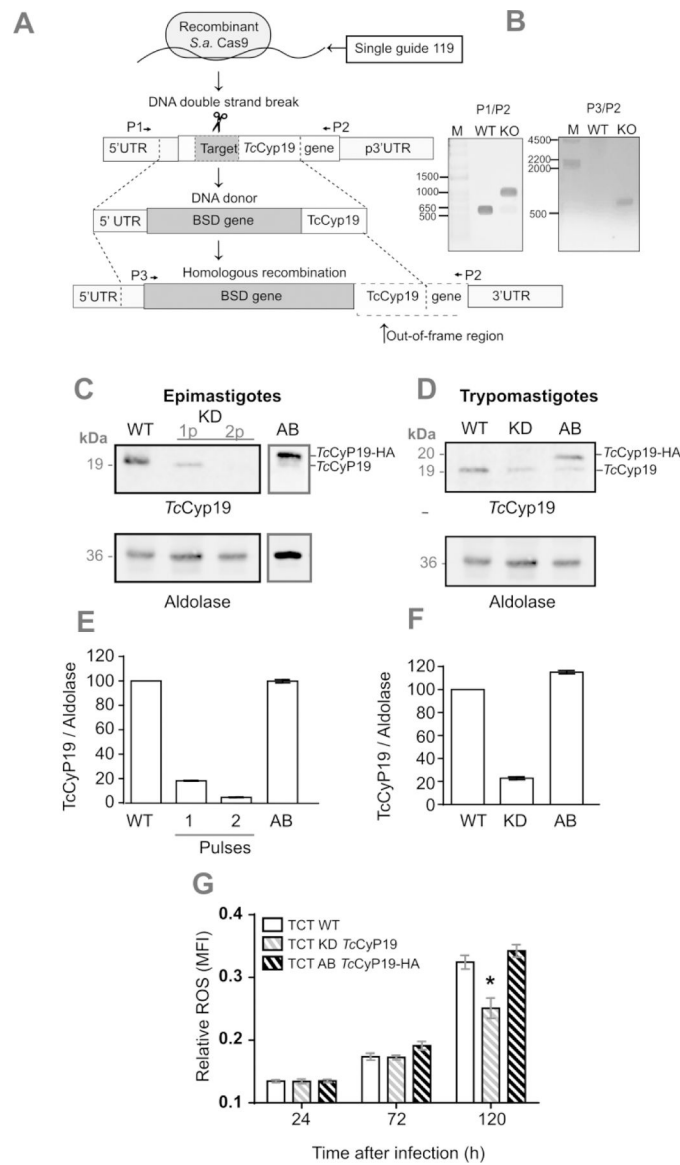 A
Recombinant
S.a. Cas9
Single guide 119
DNA double strand break
P1
P2
5'UTR
Target
TcCyp19
gene
p3'UTR
DNA donor
5' UTR
BSD gene
TcCyp19
Homologous recombination
P3
P2
5'UTR
BSD gene
TcCyp19
gene
3'UTR
Out-of-frame region
B
P1/P2
M WT KO
1500
1000
650
500
P3/P2
M WT KO
4500
2200
2000
500
C
Epimastigotes
KD
WT 1p 2p AB
kDa
19
TcCyP19-HA
TcCyP19
TcCyp19
36
Aldolase
D
Trypomastigotes
WT KD AB
kDa
20
19
TcCyp19-HA
TcCyp19
TcCyp19
36
Aldolase
E
TcCyP19 / Aldolase
120
100
80
60
40
20
0
WT 1 2 AB
Pulses
F
TcCyP19 / Aldolase
120
100
80
60
40
20
0
WT KD AB
G
Relative ROS (MFI)
0.4
0.3
0.2
0.1
TCT WT
TCT KD TcCyP19
TCT AB TcCyP19-HA
*
24 72 120
Time after infection (h)